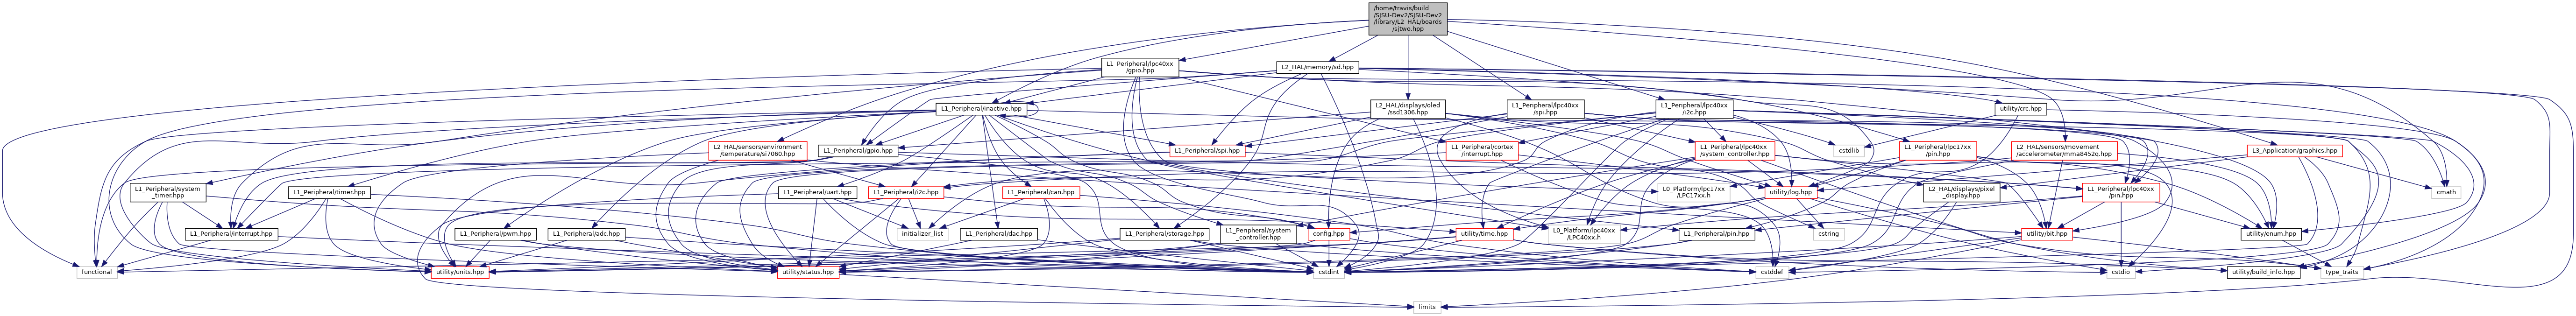 /home/travis/build
/SJSU-Dev2/SJSU-Dev2
/library/L2_HAL/boards
/sjtwo.hpp
L1_Peripheral/lpc40xx
/gpio.hpp
L2_HAL/memory/sd.hpp
L1_Peripheral/inactive.hpp
L2_HAL/displays/oled
/ssd1306.hpp
L1_Peripheral/lpc40xx
/spi.hpp
L1_Peripheral/lpc40xx
/i2c.hpp
utility/crc.hpp
L2_HAL/sensors/environment
/temperature/si7060.hpp
L1_Peripheral/gpio.hpp
L1_Peripheral/spi.hpp
L1_Peripheral/cortex
/interrupt.hpp
L1_Peripheral/lpc40xx
/system_controller.hpp
cstdlib
L1_Peripheral/lpc17xx
/pin.hpp
L2_HAL/sensors/movement
/accelerometer/mma8452q.hpp
L3_Application/graphics.hpp
L1_Peripheral/system
_timer.hpp
L1_Peripheral/timer.hpp
L1_Peripheral/uart.hpp
L1_Peripheral/i2c.hpp
L1_Peripheral/can.hpp
L0_Platform/lpc17xx
/LPC17xx.h
utility/log.hpp
L2_HAL/displays/pixel
_display.hpp
L1_Peripheral/lpc40xx
/pin.hpp
cmath
L1_Peripheral/interrupt.hpp
L1_Peripheral/pwm.hpp
L1_Peripheral/adc.hpp
initializer_list
L1_Peripheral/dac.hpp
L1_Peripheral/storage.hpp
L1_Peripheral/system
_controller.hpp
config.hpp
utility/time.hpp
L0_Platform/lpc40xx
/LPC40xx.h
L1_Peripheral/pin.hpp
cstring
utility/bit.hpp
utility/enum.hpp
functional
utility/units.hpp
utility/status.hpp
cstdint
cstddef
cstdio
utility/build_info.hpp
type_traits
limits